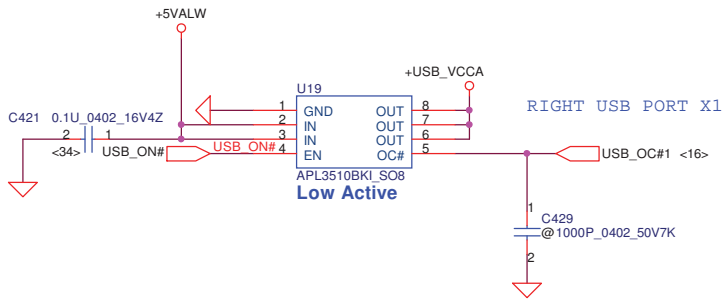 +5VALW
+USB_VCCA
U19
RIGHT USB PORT X1
C421 0.1U_0402_16V4Z
1 GND OUT 8
2 IN OUT 7
3 IN OUT 6
4 EN OC# 5
2 1
<34> USB_ON# USB_ON#
USB_OC#1 <16>
APL3510BKI_SO8
Low Active
1
C429
@1000P_0402_50V7K
2